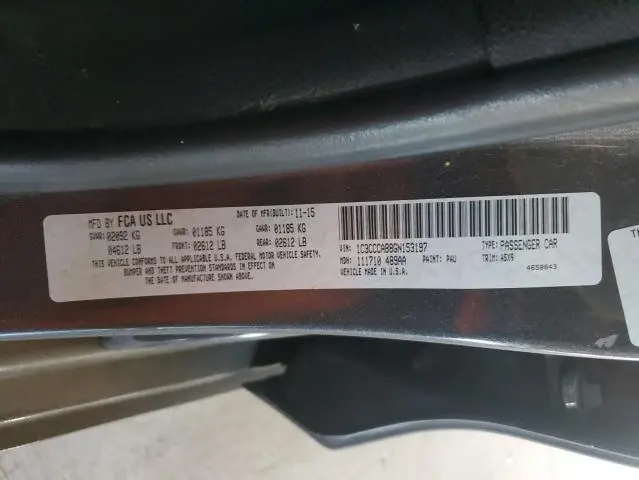 MFD BY FCA US LLC DATE OF MFR(BUILT): 11-15
GVWR: 02092 KG GAWR: 01185 KG GAWR: 01185 KG
04612 LB FRONT: 02612 LB REAR: 02612 LB
THIS VEHICLE CONFORMS TO ALL APPLICABLE U.S.A. FEDERAL MOTOR VEHICLE SAFETY,
BUMPER AND THEFT PREVENTION STANDARDS IN EFFECT ON
THE DATE OF MANUFACTURE SHOWN ABOVE.
VIN: 1C3CCCAB8GN153197 TYPE: PASSENGER CAR
MDH: 111710 489AA PAINT: PAU TRIM: A5X9
VEHICLE MADE IN U.S.A. 4658643